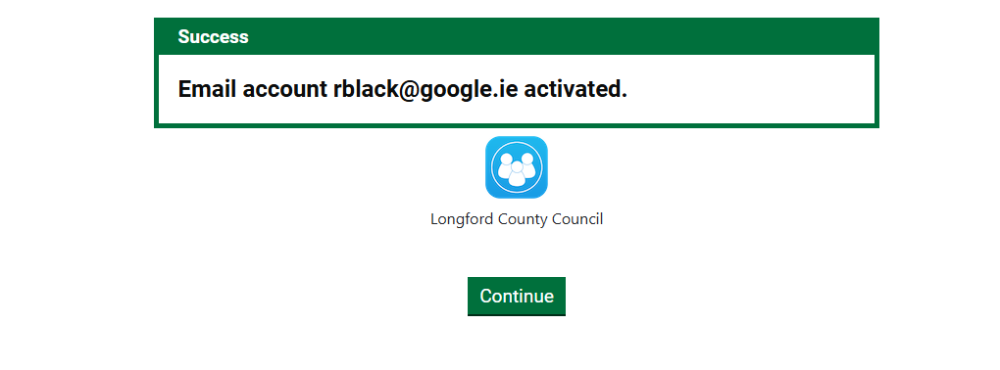 Success
Email account rblack@google.ie activated.
Longford County Council
Continue